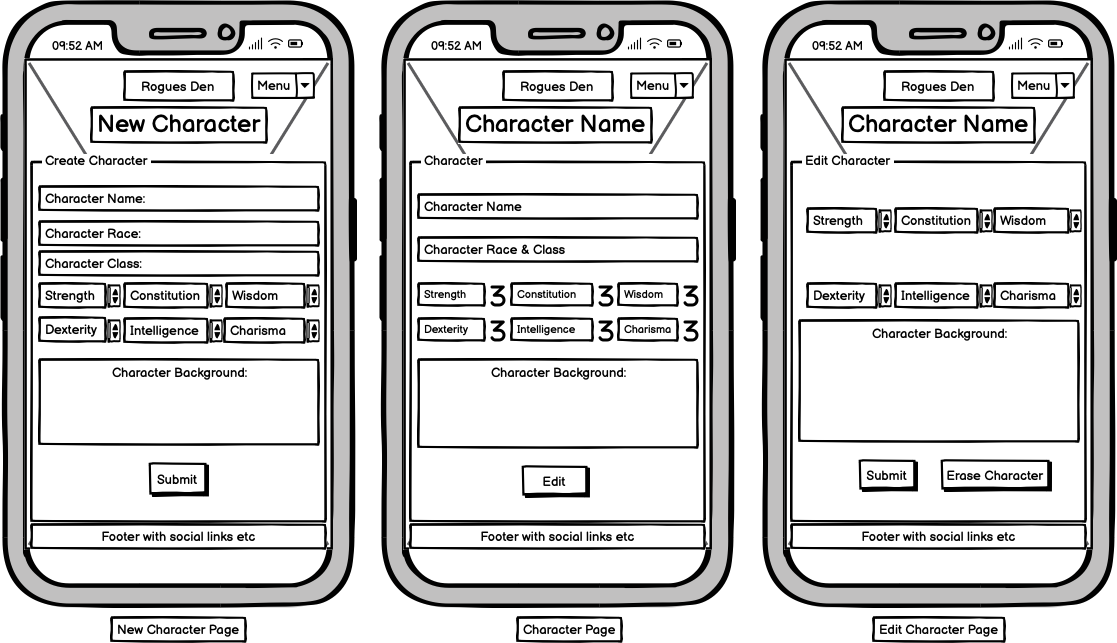 09:52 AM
Rogues Den
Menu
New Character
Create Character
Character Name:
Character Race:
Character Class:
Strength Constitution Wisdom
Dexterity Intelligence Charisma
Character Background:
Submit
Footer with social links etc
New Character Page
09:52 AM
Rogues Den
Menu
Character Name
Character
Character Name
Character Race & Class
Strength 3 Constitution 3 Wisdom 3
Dexterity 3 Intelligence 3 Charisma 3
Character Background:
Edit
Footer with social links etc
Character Page
09:52 AM
Rogues Den
Menu
Character Name
Edit Character
Strength Constitution Wisdom
Dexterity Intelligence Charisma
Character Background:
Submit Erase Character
Footer with social links etc
Edit Character Page